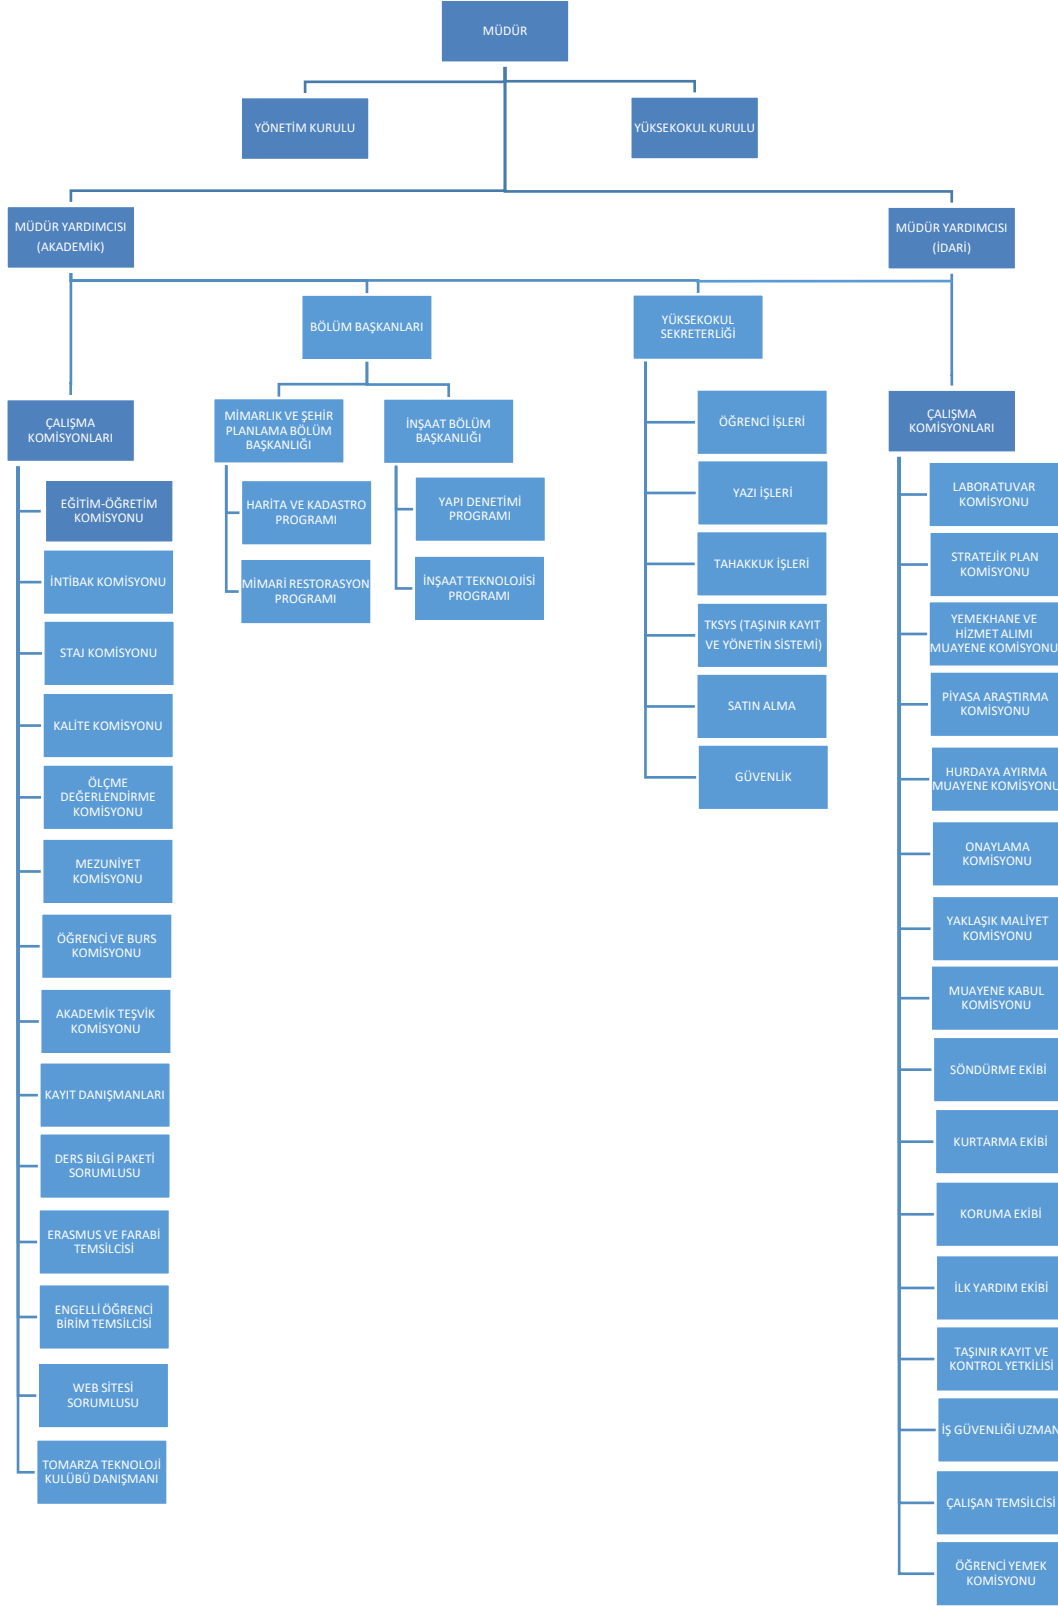 MÜDÜR
YÖNETİM KURULU
YÜKSEKOKUL KURULU
MÜDÜR YARDIMCISI
(AKADEMİK)
MÜDÜR YARDIMCISI
(İDARİ)
BÖLÜM BAŞKANLARI
YÜKSEKOKUL
SEKRETERLİĞİ
ÇALIŞMA
KOMİSYONLARI
MİMARLIK VE ŞEHİR
PLANLAMA BÖLÜM
BAŞKANLIĞI
İNŞAAT BÖLÜM
BAŞKANLIĞI
ÇALIŞMA
KOMİSYONLARI
EĞİTİM-ÖĞRETİM
KOMİSYONU
İNTİBAK KOMİSYONU
STAJ KOMİSYONU
KALİTE KOMİSYONU
ÖLÇME
DEĞERLENDİRME
KOMİSYONU
MEZUNİYET
KOMİSYONU
ÖĞRENCİ VE BURS
KOMİSYONU
AKADEMİK TEŞVİK
KOMİSYONU
KAYIT DANIŞMANLARI
DERS BİLGİ PAKETİ
SORUMLUSU
ERASMUS VE FARABİ
TEMSİLCİSİ
ENGELLİ ÖĞRENCİ
BİRİM TEMSİLCİSİ
WEB SİTESİ
SORUMLUSU
TOMARZA TEKNOLOJİ
KULÜBÜ DANIŞMANI
HARİTA VE KADASTRO
PROGRAMI
MİMARİ RESTORASYON
PROGRAMI
YAPI DENETİMİ
PROGRAMI
İNŞAAT TEKNOLOJİSİ
PROGRAMI
ÖĞRENCİ İŞLERİ
YAZI İŞLERİ
TAHAKKUK İŞLERİ
TKSYS (TAŞINIR KAYIT
VE YÖNETİN SİSTEMİ)
SATIN ALMA
GÜVENLİK
LABORATUVAR
KOMİSYONU
STRATEJİK PLAN
KOMİSYONU
YEMEKHANE VE
HİZMET ALIMI
MUAYENE KOMİSYONU
PİYASA ARAŞTIRMA
KOMİSYONU
HURDAYA AYIRMA
MUAYENE KOMİSYONU
ONAYLAMA
KOMİSYONU
YAKLAŞIK MALİYET
KOMİSYONU
MUAYENE KABUL
KOMİSYONU
SÖNDÜRME EKİBİ
KURTARMA EKİBİ
KORUMA EKİBİ
İLK YARDIM EKİBİ
TAŞINIR KAYIT VE
KONTROL YETKİLİSİ
İŞ GÜVENLİĞİ UZMAN
ÇALIŞAN TEMSİLCİSİ
ÖĞRENCİ YEMEK
KOMİSYONU